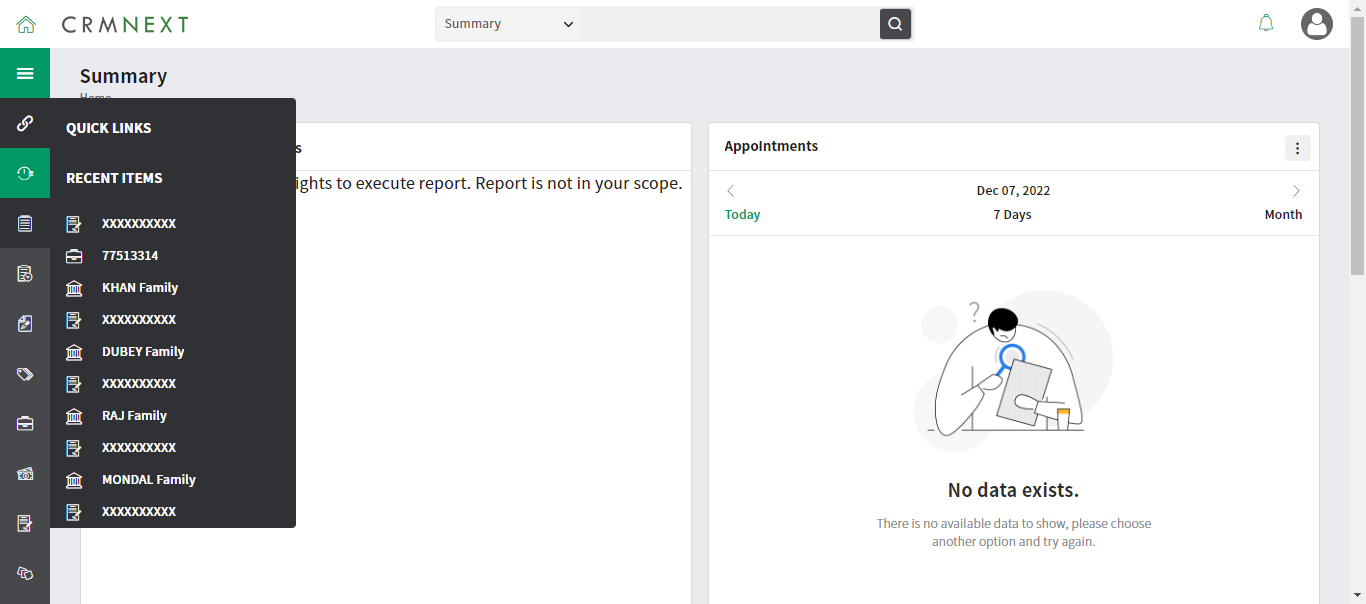 CRMNEXT
Summary
Summary
QUICK LINKS
RECENT ITEMS
XXXXXXXXXX
77513314
KHAN Family
XXXXXXXXXX
DUBEY Family
XXXXXXXXXX
RAJ Family
XXXXXXXXXX
MONDAL Family
XXXXXXXXXX
to execute report. Report is not in your scope.
Appointments
Dec 07, 2022
Today
7 Days
Month
?
No data exists.
There is no available data to show, please choose
another option and try again.